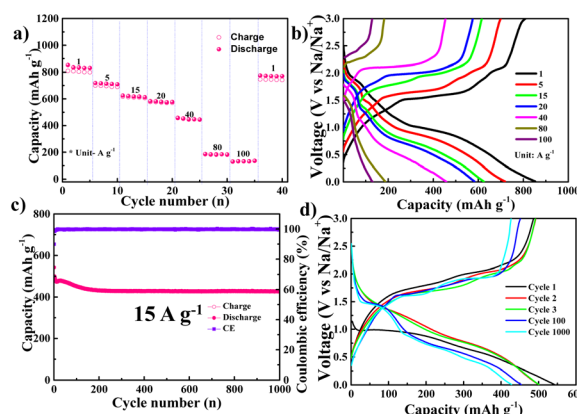 a)
Charge
Discharge
1
5
15
20
40
80
100
1
* Unit- A g-1
Capacity (mAh g-1)
1200
1000
800
600
400
200
0
0 10 20 30 40
Cycle number (n)
b)
Voltage (V vs Na/Na+)
3.0
2.5
2.0
1.5
1.0
0.5
0.0
1
5
15
20
40
80
100
Unit: A g-1
0 200 400 600 800 1000
Capacity (mAh g-1)
c)
Capacity (mAh g-1)
800
600
400
200
0
15 A g-1
Charge
Discharge
CE
100
80
60
40
20
0
Coulombic efficiency (%)
0 200 400 600 800 1000
Cycle number (n)
d)
Voltage (V vs Na/Na+)
3.0
2.5
2.0
1.5
1.0
0.5
0.0
Cycle 1
Cycle 2
Cycle 3
Cycle 100
Cycle 1000
0 100 200 300 400 500 600
Capacity (mAh g-1)